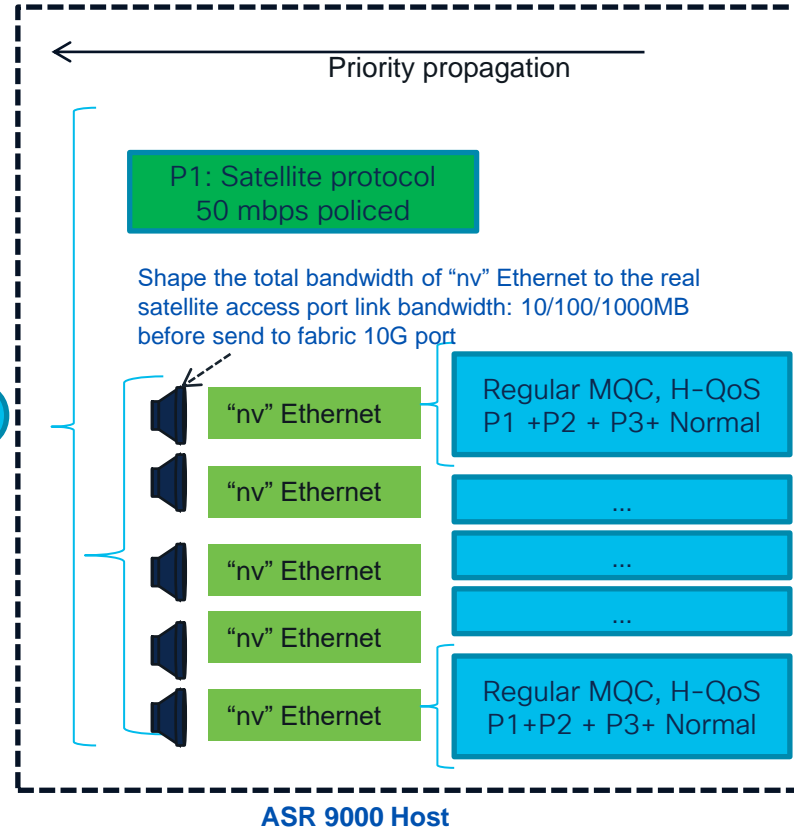 Priority propagation
P1: Satellite protocol
50 mbps policed
Shape the total bandwidth of “nv” Ethernet to the real
satellite access port link bandwidth: 10/100/1000MB
before send to fabric 10G port
“nv” Ethernet
Regular MQC, H-QoS
P1 +P2 + P3+ Normal
“nv” Ethernet
...
“nv” Ethernet
...
“nv” Ethernet
...
“nv” Ethernet
Regular MQC, H-QoS
P1+P2 + P3+ Normal
ASR 9000 Host